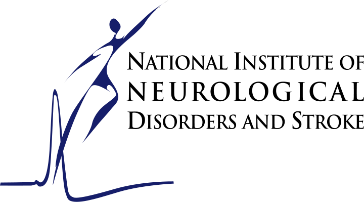 NATIONAL INSTITUTE OF
NEUROLOGICAL
DISORDERS AND STROKE